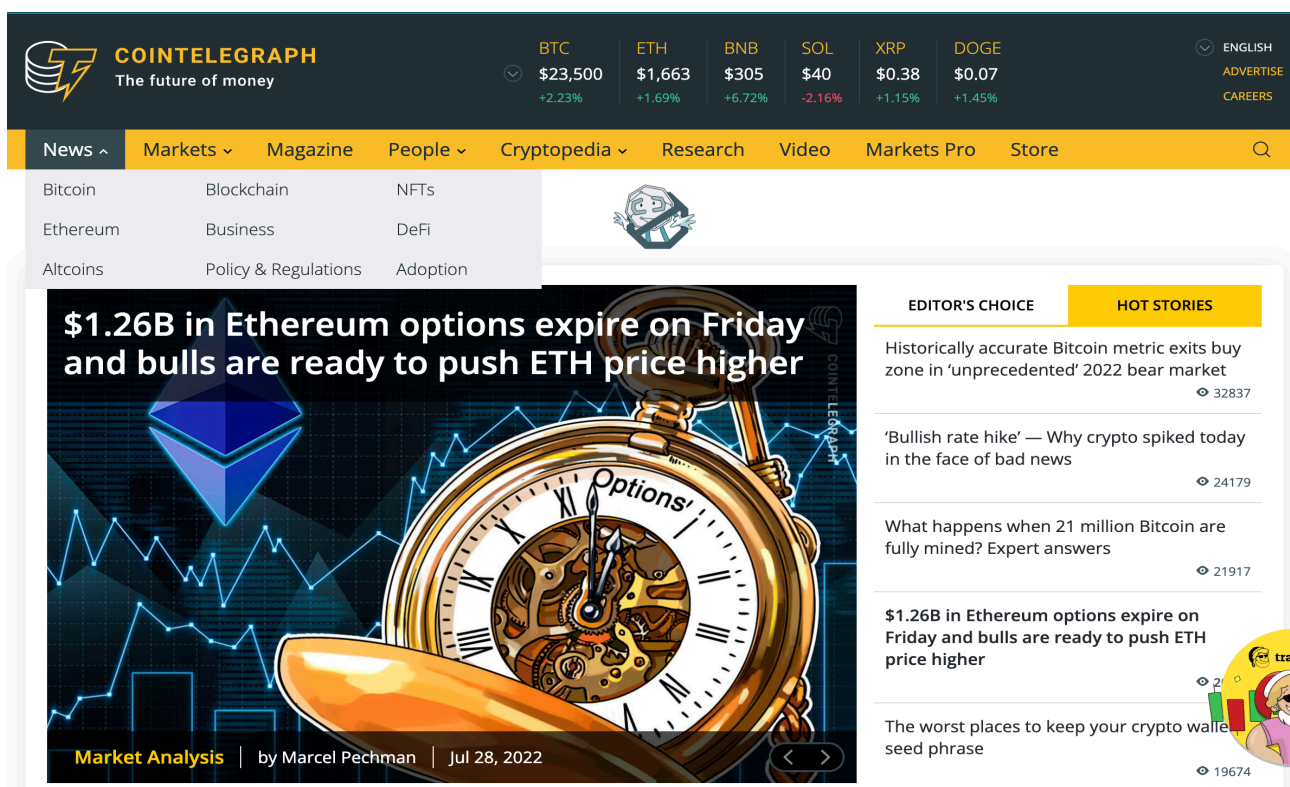 COINTELEGRAPH
The future of money
BTC
$23,500
+2.23%
ETH
$1,663
+1.69%
BNB
$305
+6.72%
SOL
$40
-2.16%
XRP
$0.38
+1.15%
DOGE
$0.07
+1.45%
ENGLISH
ADVERTISE
CAREERS
News Markets Magazine People Cryptopedia Research Video Markets Pro Store
Bitcoin Blockchain NFTs
Ethereum Business DeFi
Altcoins Policy & Regulations Adoption
$1.26B in Ethereum options expire on Friday
and bulls are ready to push ETH price higher
COINTELEGRAPH
Options
XI XII
Market Analysis | by Marcel Pechman | Jul 28, 2022
EDITOR'S CHOICE HOT STORIES
Historically accurate Bitcoin metric exits buy
zone in ‘unprecedented’ 2022 bear market
32837
‘Bullish rate hike’ — Why crypto spiked today
in the face of bad news
24179
What happens when 21 million Bitcoin are
fully mined? Expert answers
21917
$1.26B in Ethereum options expire on
Friday and bulls are ready to push ETH
price higher
The worst places to keep your crypto walle
seed phrase
19674